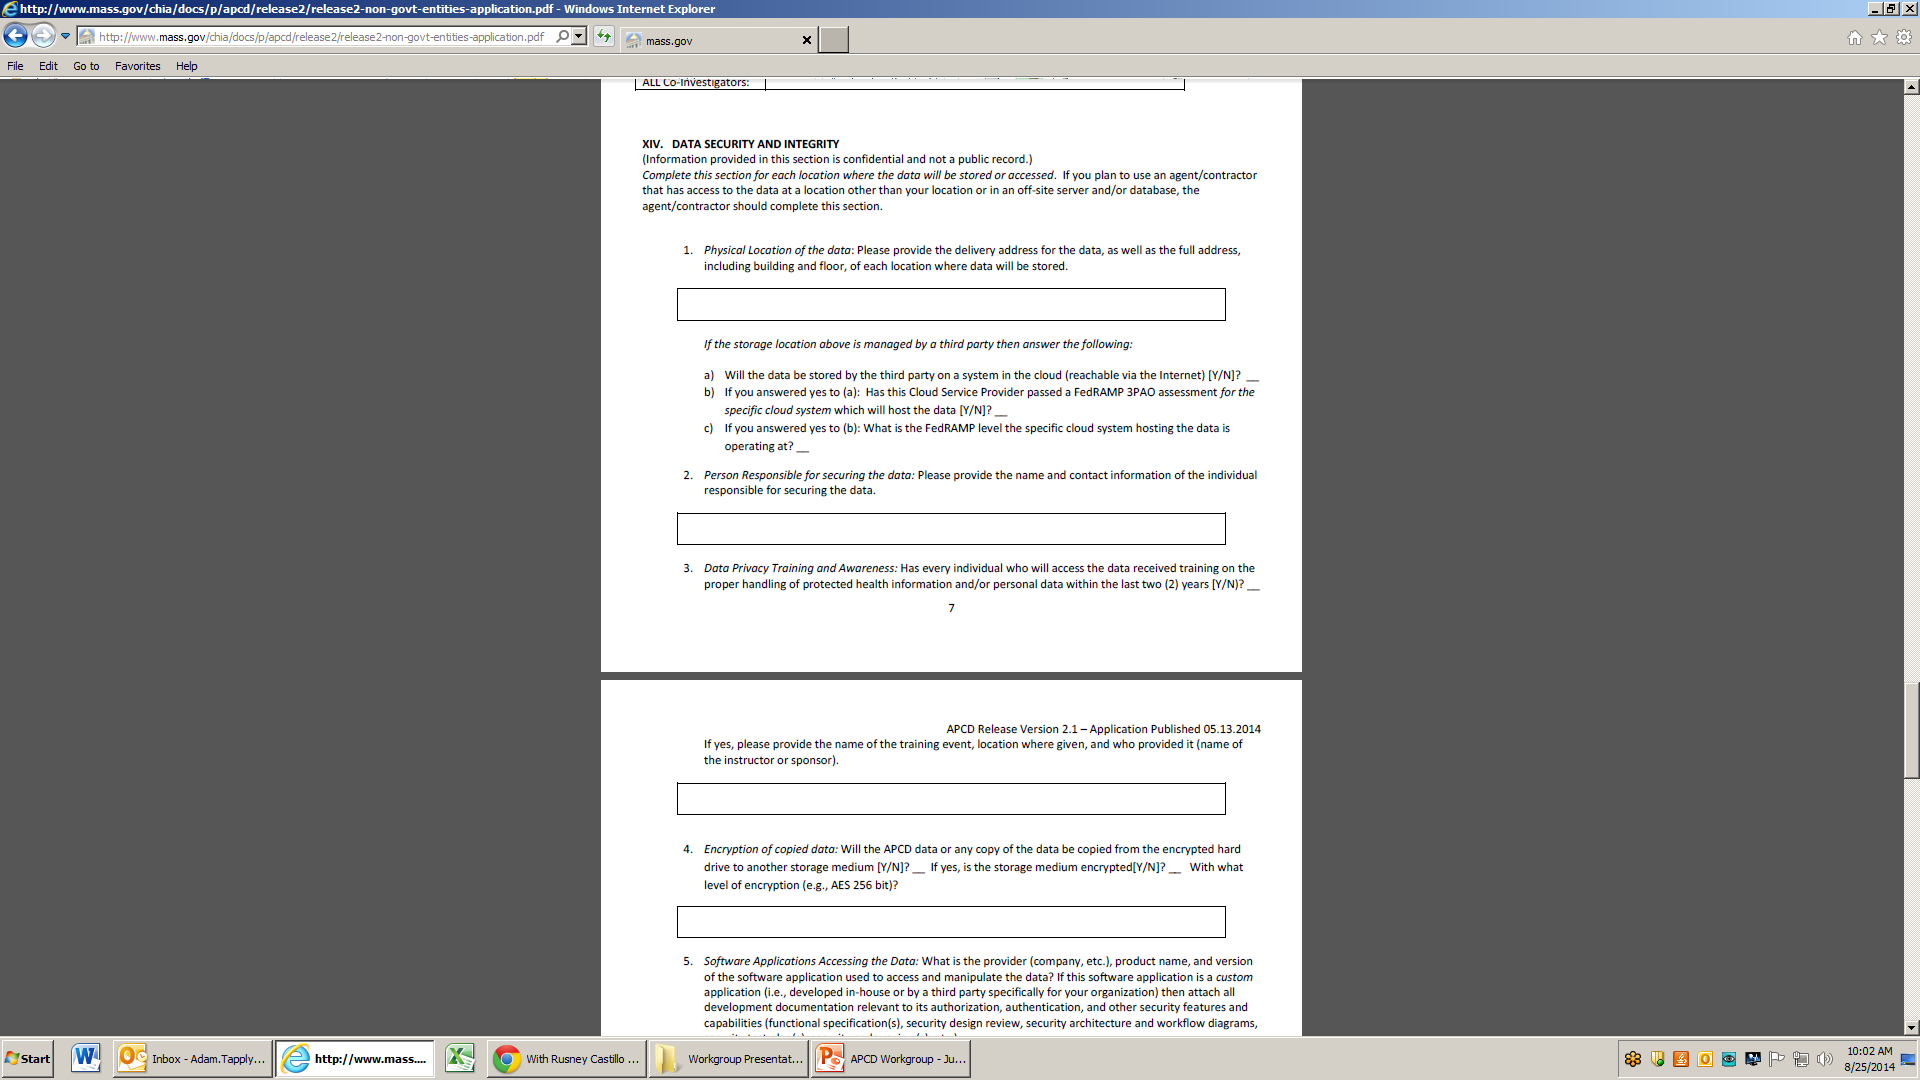 http://www.mass.gov/chia/docs/p/apcd/release2/release2-non-govt-entities-application.pdf - Windows Internet Explorer
http://www.mass.gov/chia/docs/p/apcd/release2/release2-non-govt-entities-application.pdf
mass.gov
File Edit Go to Favorites Help
ALL Co-Investigators:
XIV. DATA SECURITY AND INTEGRITY
(Information provided in this section is confidential and not a public record.)
Complete this section for each location where the data will be stored or accessed. If you plan to use an agent/contractor
that has access to the data at a location other than your location or in an off-site server and/or database, the
agent/contractor should complete this section.
1. Physical Location of the data: Please provide the delivery address for the data, as well as the full address,
including building and floor, of each location where data will be stored.
If the storage location above is managed by a third party then answer the following:
a) Will the data be stored by the third party on a system in the cloud (reachable via the Internet) [Y/N]? __
b) If you answered yes to (a): Has this Cloud Service Provider passed a FedRAMP 3PAO assessment for the
specific cloud system which will host the data [Y/N]? __
c) If you answered yes to (b): What is the FedRAMP level the specific cloud system hosting the data is
operating at? __
2. Person Responsible for securing the data: Please provide the name and contact information of the individual
responsible for securing the data.
3. Data Privacy Training and Awareness: Has every individual who will access the data received training on the
proper handling of protected health information and/or personal data within the last two (2) years [Y/N)? __
7
APCD Release Version 2.1 – Application Published 05.13.2014
If yes, please provide the name of the training event, location where given, and who provided it (name of
the instructor or sponsor).
4. Encryption of copied data: Will the APCD data or any copy of the data be copied from the encrypted hard
drive to another storage medium [Y/N]? __ If yes, is the storage medium encrypted[Y/N]? __ With what
level of encryption (e.g., AES 256 bit)?
5. Software Applications Accessing the Data: What is the provider (company, etc.), product name, and version
of the software application used to access and manipulate the data? If this software application is a custom
application (i.e., developed in-house or by a third party specifically for your organization) then attach all
development documentation relevant to its authorization, authentication, and other security features and
capabilities (functional specification(s), security design review, security architecture and workflow diagrams,
Start
Inbox - Adam.Tapply...
http://www.mass....
With Rusney Castillo ...
Workgroup Presentat...
APCD Workgroup - Ju...
10:02 AM
8/25/2014